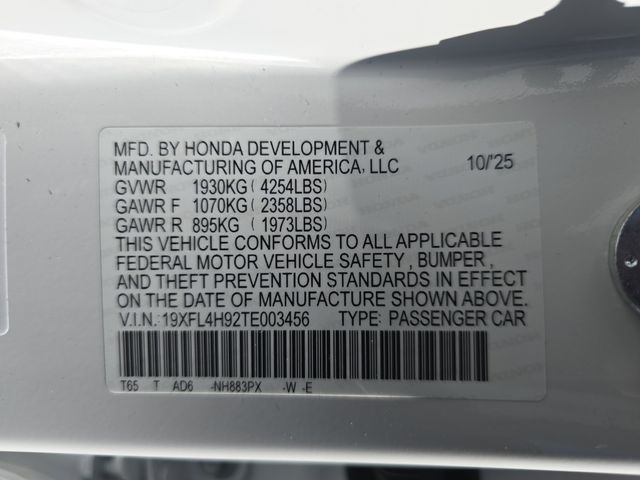 MFD. BY HONDA DEVELOPMENT &
MANUFACTURING OF AMERICA, LLC 10/'25
GVWR 1930KG ( 4254LBS)
GAWR F 1070KG ( 2358LBS)
GAWR R 895KG ( 1973LBS)
THIS VEHICLE CONFORMS TO ALL APPLICABLE
FEDERAL MOTOR VEHICLE SAFETY , BUMPER ,
AND THEFT PREVENTION STANDARDS IN EFFECT
ON THE DATE OF MANUFACTURE SHOWN ABOVE.
V.I.N.: 19XFL4H92TE003456 TYPE: PASSENGER CAR
T65 T AD6 -NH883PX -W -E